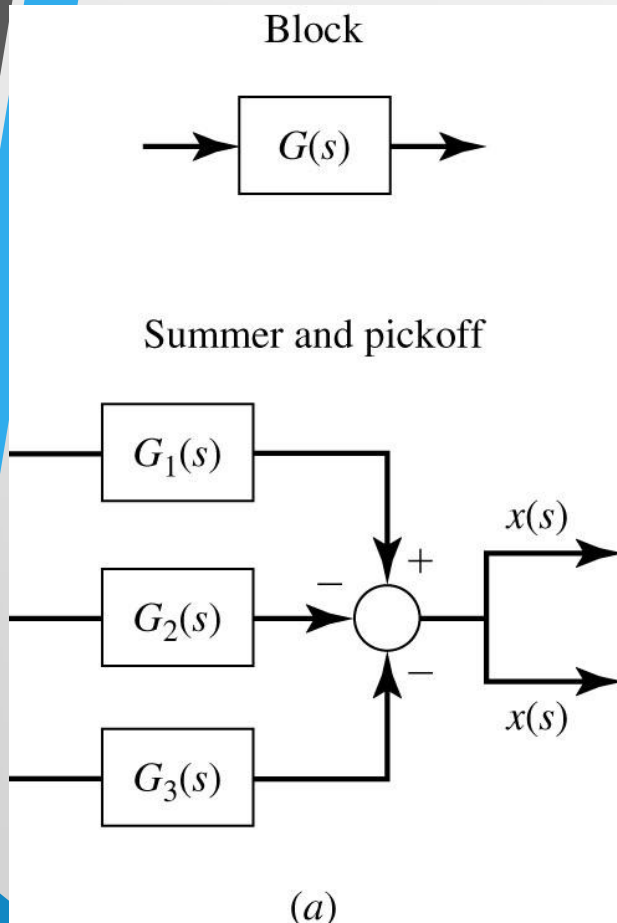 Block
G(s)
Summer and pickoff
G₁(s)
x(s)
+
−
G₂(s)
−
x(s)
G₃(s)
(a)